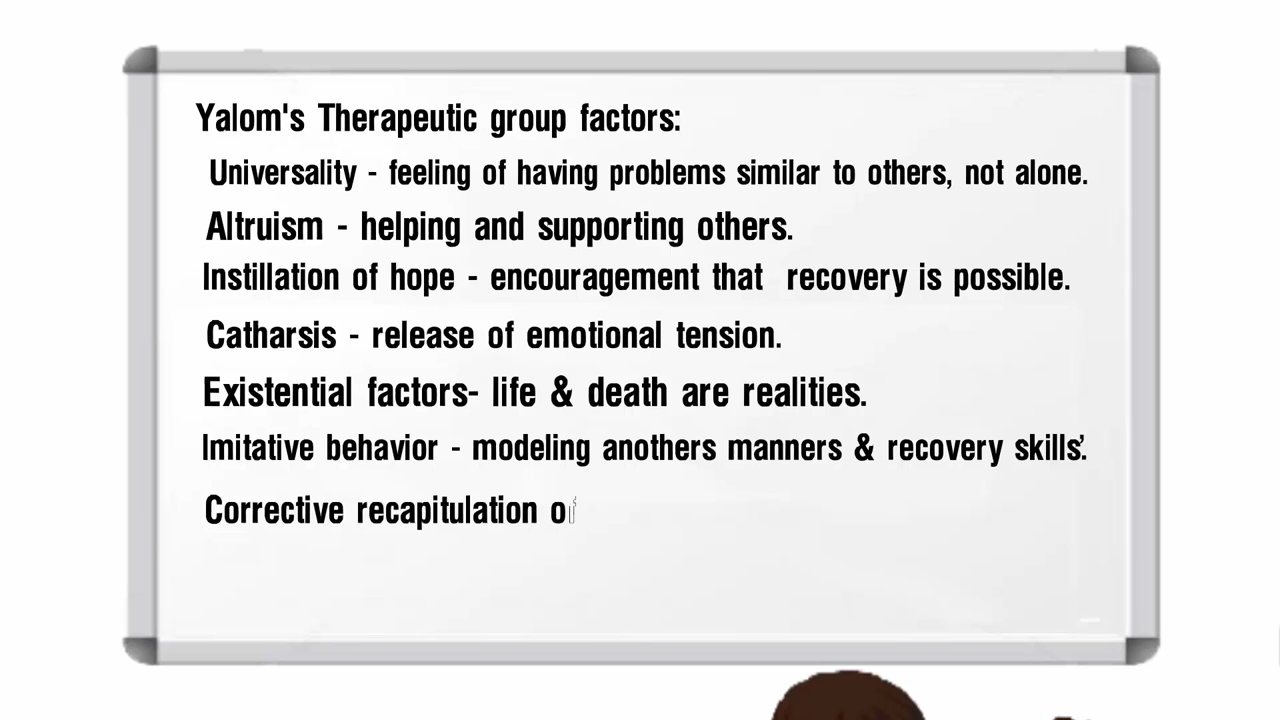 Yalom's Therapeutic group factors:
Universality - feeling of having problems similar to others, not alone.
Altruism - helping and supporting others.
Instillation of hope - encouragement that recovery is possible.
Catharsis - release of emotional tension.
Existential factors- life & death are realities.
Imitative behavior - modeling anothers manners & recovery skills'.
Corrective recapitulation of